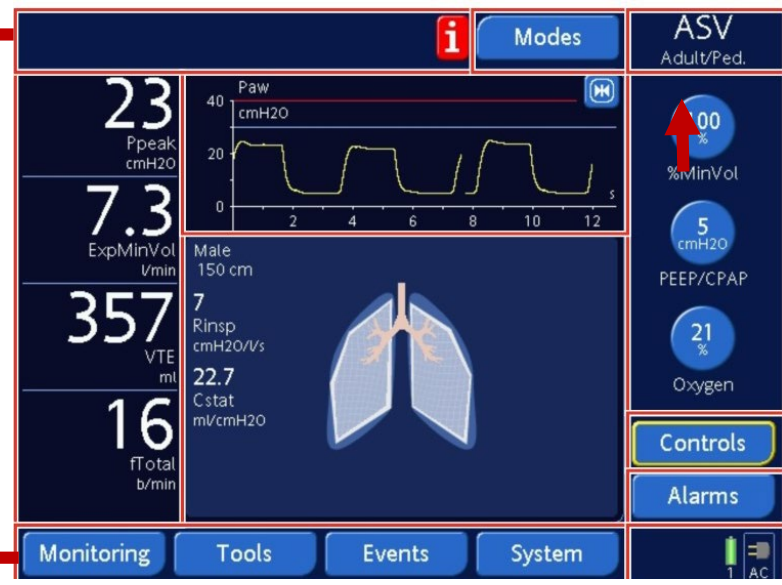 i
Modes
ASV
Adult/Ped.
23
Ppeak
cmH2O
7.3
ExpMinVol
l/min
357
VTE
ml
16
fTotal
b/min
Paw
cmH2O
40
20
0
2 4 6 8 10 12
s
Male
150 cm
7
Rinsp
cmH2O/l/s
22.7
Cstat
ml/cmH2O
%
%MinVol
5
cmH2O
PEEP/CPAP
21
%
Oxygen
Controls
Alarms
Monitoring
Tools
Events
System
1
AC